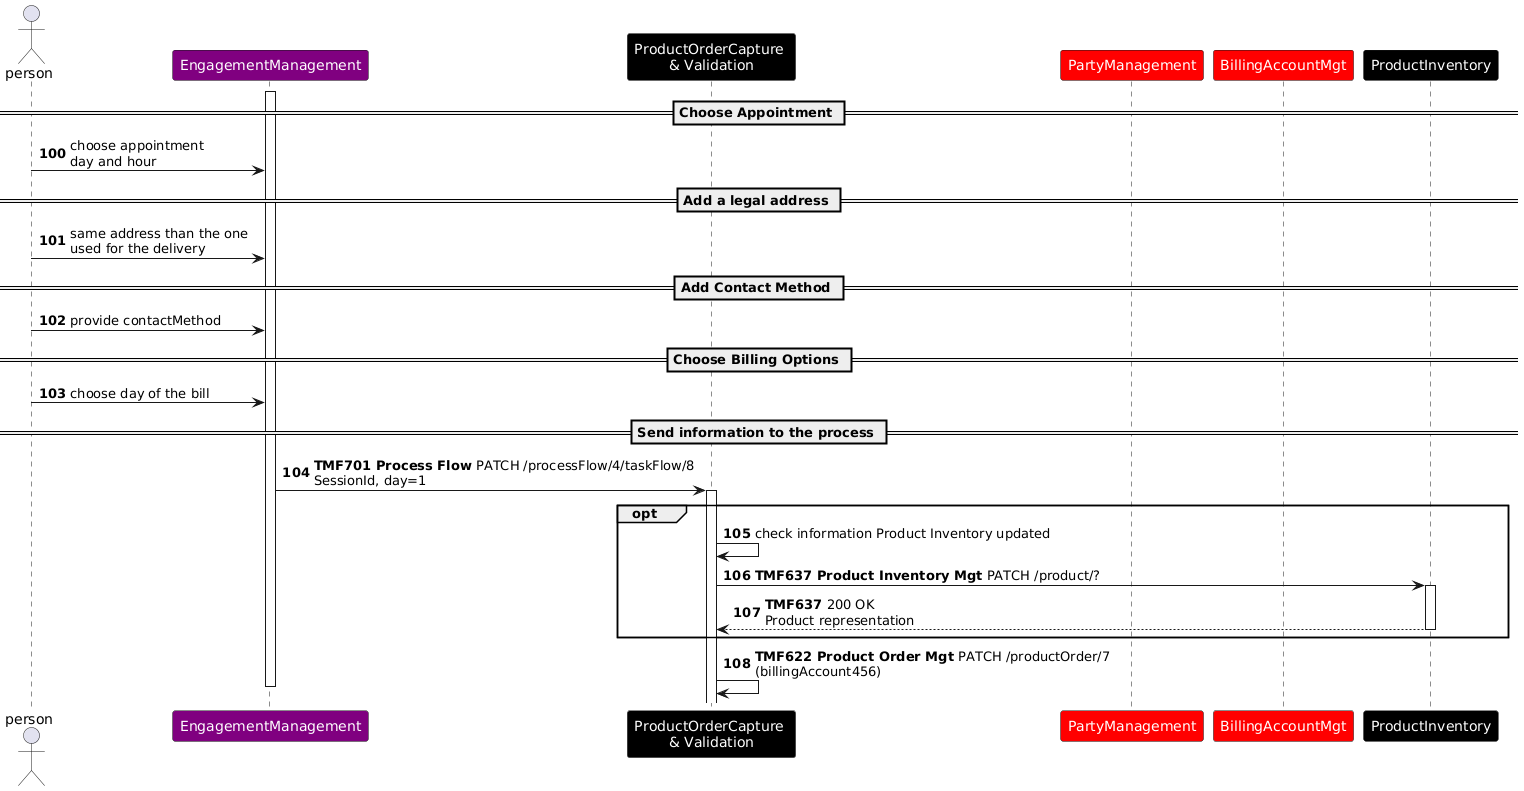 person
EngagementManagement
ProductOrderCapture
& Validation
PartyManagement
BillingAccountMgt
ProductInventory
Choose Appointment
100 choose appointment
day and hour
Add a legal address
101 same address than the one
used for the delivery
Add Contact Method
102 provide contactMethod
Choose Billing Options
103 choose day of the bill
Send information to the process
104 TMF701 Process Flow PATCH /processFlow/4/taskFlow/8
SessionId, day=1
opt
105 check information Product Inventory updated
106 TMF637 Product Inventory Mgt PATCH /product/?
107 TMF637 200 OK
Product representation
108 TMF622 Product Order Mgt PATCH /productOrder/7
(billingAccount456)
person
EngagementManagement
ProductOrderCapture
& Validation
PartyManagement
BillingAccountMgt
ProductInventory